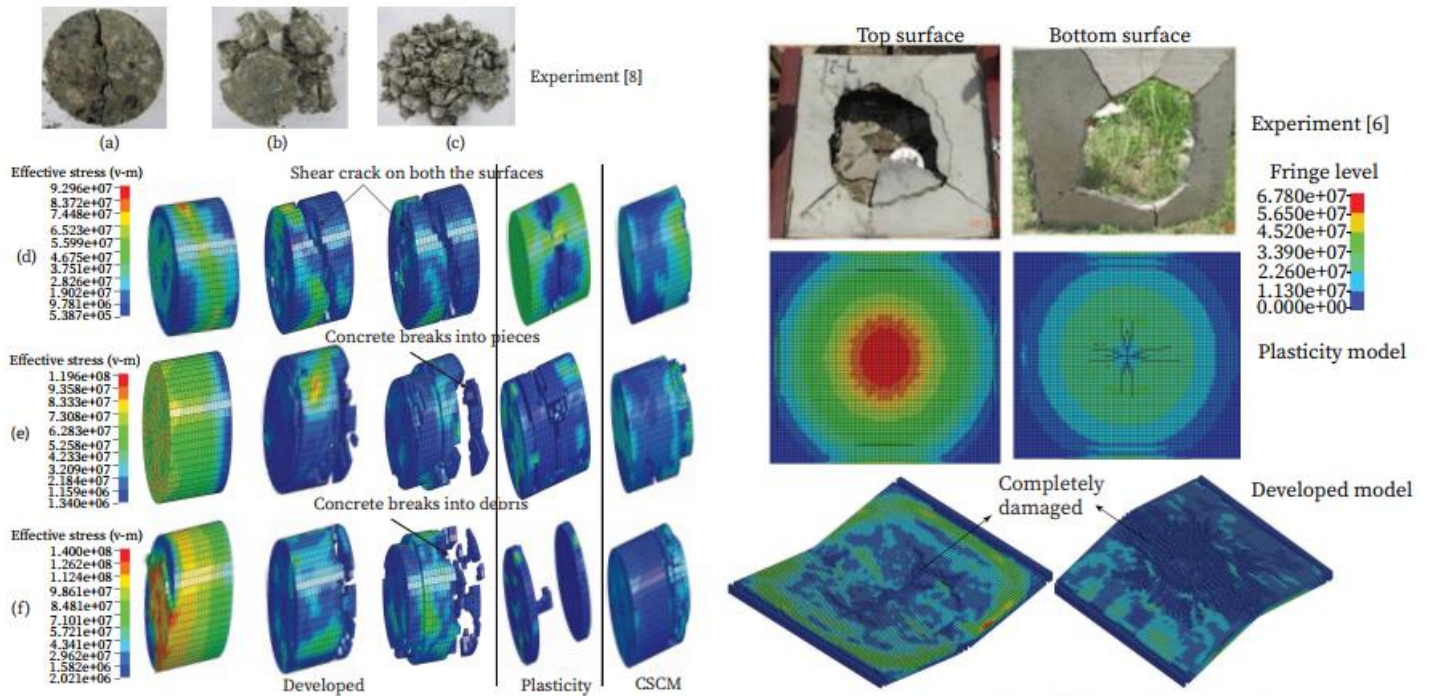 Experiment [8]
(a)
(b)
(c)
Effective stress (v-m)
9.296e+07
8.372e+07
7.448e+07
6.523e+07
5.599e+07
4.675e+07
3.751e+07
2.826e+07
1.902e+07
9.781e+06
5.387e+05
(d)
Shear crack on both the surfaces
Concrete breaks into pieces
Effective stress (v-m)
1.196e+08
9.358e+07
9.333e+07
7.308e+07
6.283e+07
5.258e+07
4.233e+07
3.209e+07
2.184e+07
1.159e+06
1.340e+06
(e)
Concrete breaks into debris
Effective stress (v-m)
1.400e+08
1.262e+08
1.124e+08
9.861e+07
8.481e+07
7.101e+07
5.721e+07
4.341e+07
2.962e+07
1.582e+06
2.021e+06
(f)
Developed
Plasticity
CSCM
Top surface
Bottom surface
Experiment [6]
Fringe level
6.780e+07
5.650e+07
4.520e+07
3.390e+07
2.260e+07
1.130e+07
0.000e+00
Plasticity model
Completely
damaged
Developed model